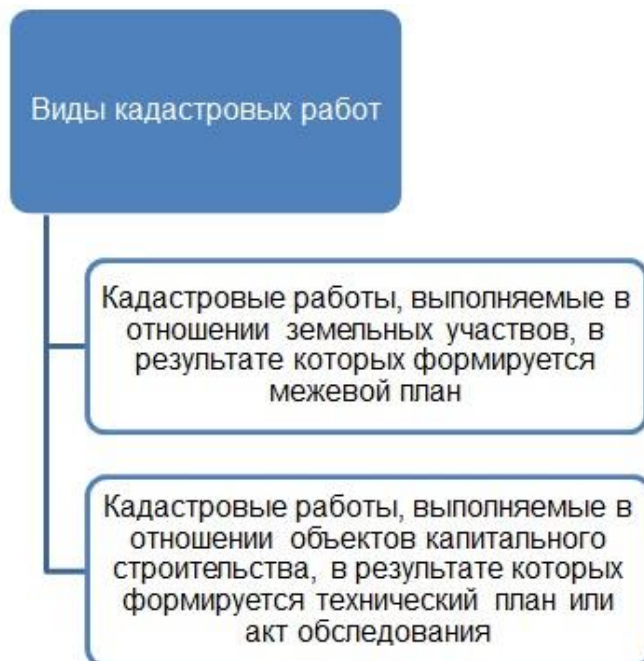 Виды кадастровых работ
Кадастровые работы, выполняемые в
отношении земельных участвов, в
результате которых формируется
межевой план
Кадастровые работы, выполняемые в
отношении объектов капитального
строительства, в результате которых
формируется технический план или
акт обследования